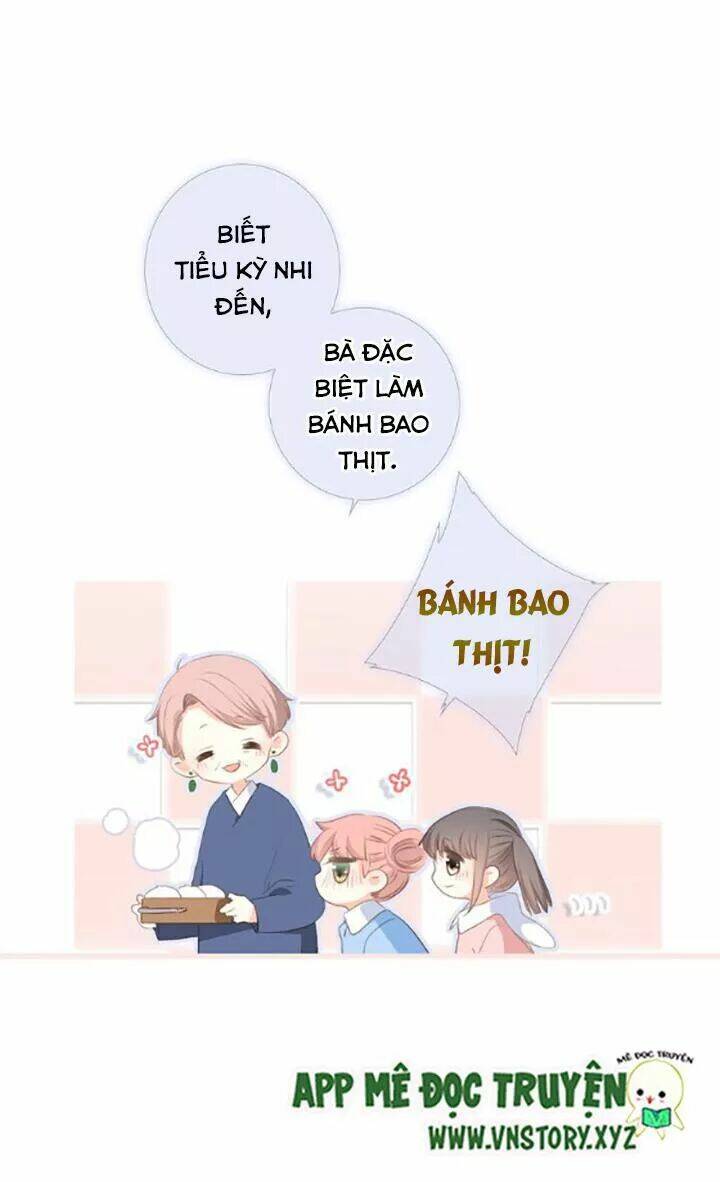 BIẾT
TIỂU KỲ NHI
ĐẾN,
BÀ ĐẶC
BIỆT LÀM
BÁNH BAO
THỊT.
BÁNH BAO
THỊT!
MÊ ĐỌC TRUYỆN
APP MÊ ĐỌC TRUYỆN
WWW.VNSTORY.XYZ